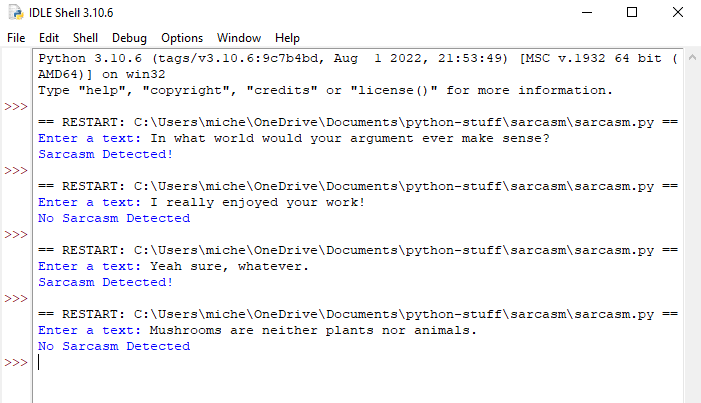 IDLE Shell 3.10.6
File Edit Shell Debug Options Window Help
Python 3.10.6 (tags/v3.10.6:9c7b4bd, Aug  1 2022, 21:53:49) [MSC v.1932 64 bit (
AMD64)] on win32
Type "help", "copyright", "credits" or "license()" for more information.
>>>
== RESTART: C:\Users\miche\OneDrive\Documents\python-stuff\sarcasm\sarcasm.py ==
Enter a text: In what world would your argument ever make sense?
Sarcasm Detected!
>>>
== RESTART: C:\Users\miche\OneDrive\Documents\python-stuff\sarcasm\sarcasm.py ==
Enter a text: I really enjoyed your work!
No Sarcasm Detected
>>>
== RESTART: C:\Users\miche\OneDrive\Documents\python-stuff\sarcasm\sarcasm.py ==
Enter a text: Yeah sure, whatever.
Sarcasm Detected!
>>>
== RESTART: C:\Users\miche\OneDrive\Documents\python-stuff\sarcasm\sarcasm.py ==
Enter a text: Mushrooms are neither plants nor animals.
No Sarcasm Detected
>>>